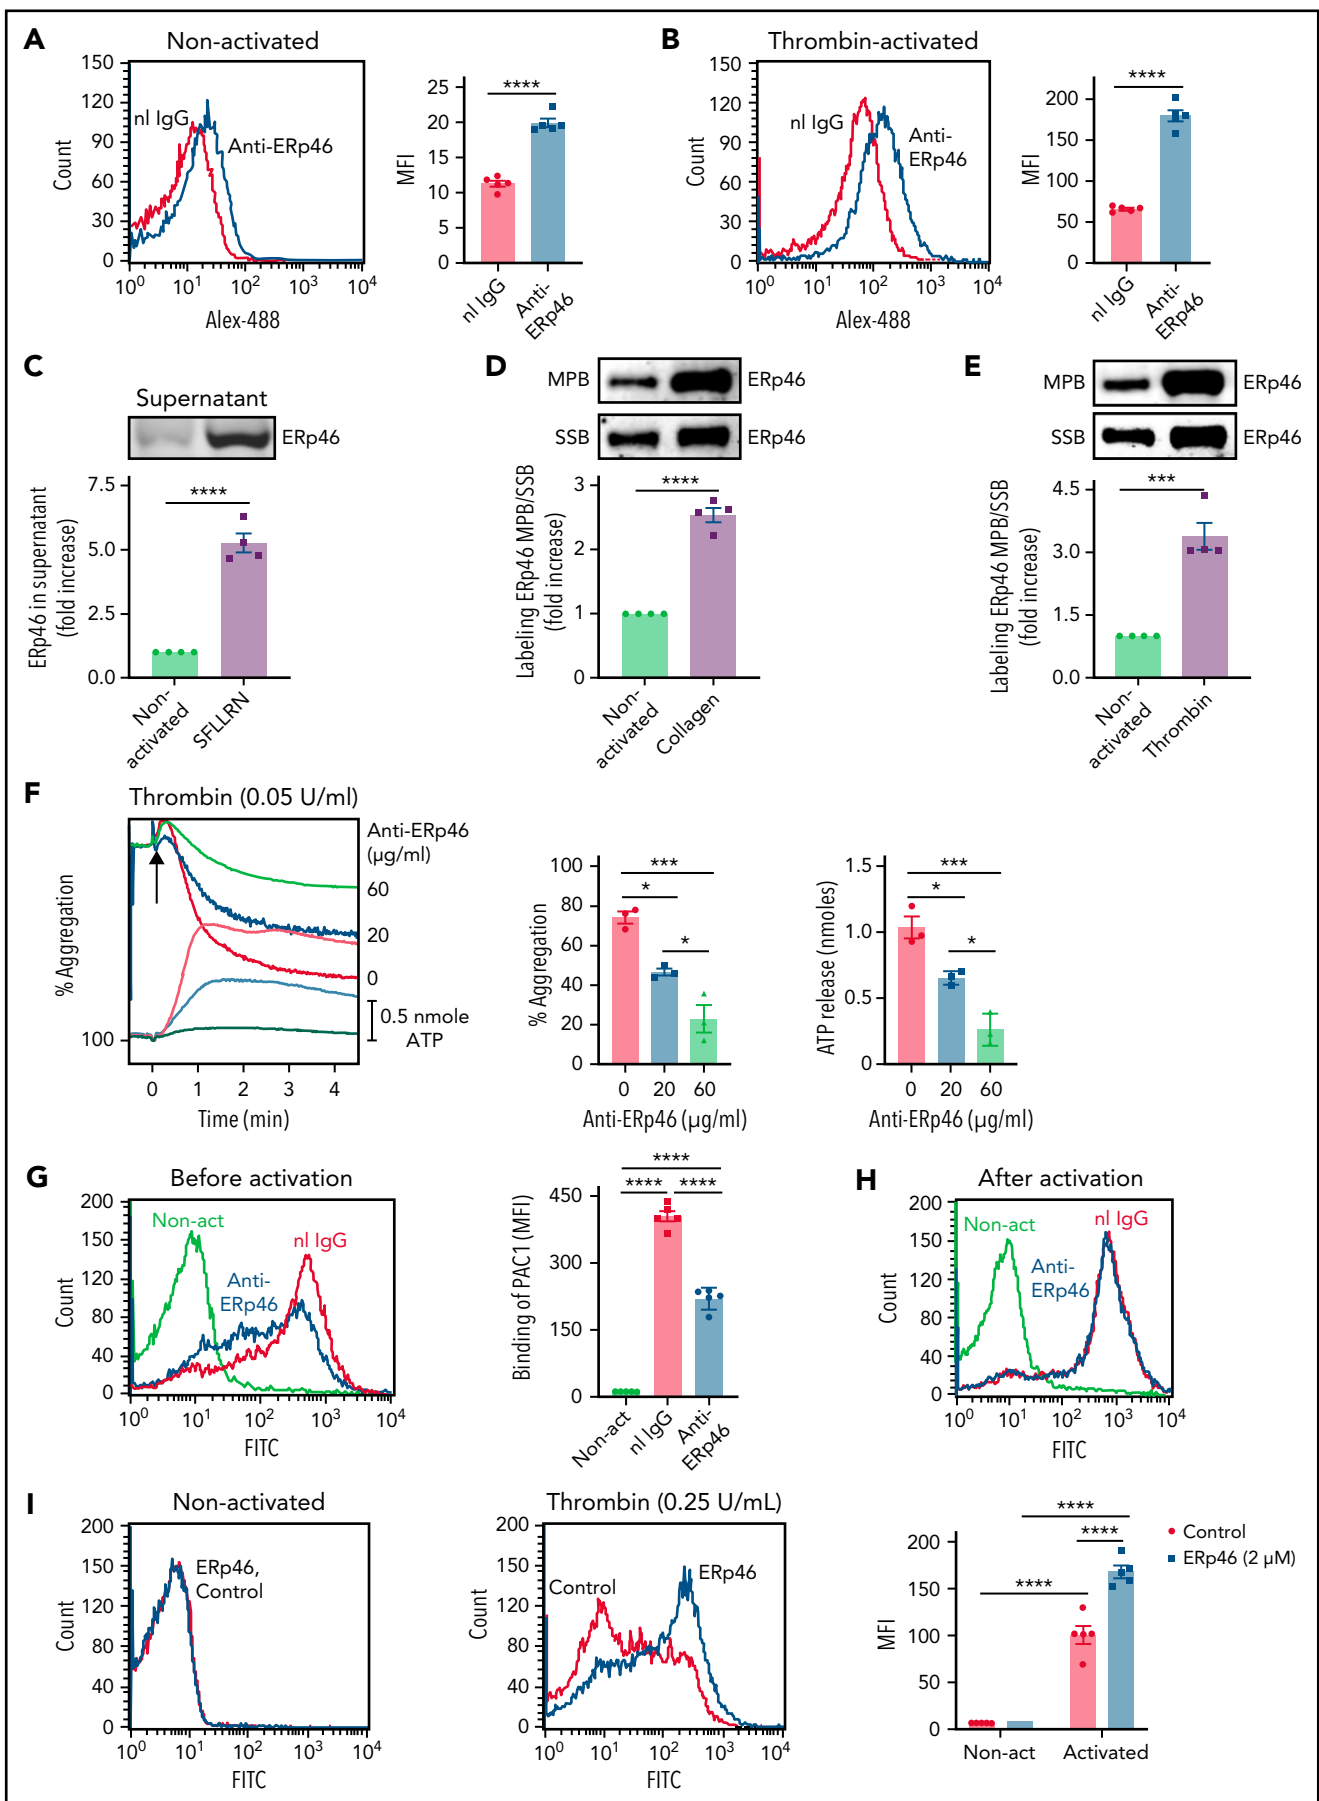 A
Non-activated
150
120
90
60
30
0
Count
nl IgG
Anti-ERp46
10^0 10^1 10^2 10^3 10^4
Alex-488
25
20
15
10
5
0
MFI
****
nl IgG
Anti-
ERp46
B
Thrombin-activated
150
120
90
60
30
0
Count
nl IgG
Anti-
ERp46
10^0 10^1 10^2 10^3 10^4
Alex-488
200
150
100
50
0
MFI
****
nl IgG
Anti-
ERp46
C
Supernatant
ERp46
7.5
5.0
2.5
0.0
ERp46 in supernatant
(fold increase)
****
Non-
activated
SFLLRN
D
MPB ERp46
SSB ERp46
3
2
1
0
Labeling ERp46 MPB/SSB
(fold increase)
****
Non-
activated
Collagen
E
MPB ERp46
SSB ERp46
4.5
3.0
1.5
0.0
Labeling ERp46 MPB/SSB
(fold increase)
***
Non-
activated
Thrombin
F
Thrombin (0.05 U/ml)
Anti-ERp46
(µg/ml)
60
20
0
0.5 nmole
ATP
% Aggregation
100
0 1 2 3 4
Time (min)
100
80
60
40
20
0
% Aggregation
***
*
*
0 20 60
Anti-ERp46 (µg/ml)
1.5
1.0
0.5
0
ATP release (nmoles)
***
*
*
0 20 60
Anti-ERp46 (µg/ml)
G
Before activation
200
150
120
80
40
0
Count
Non-act
nl IgG
Anti-
ERp46
10^0 10^1 10^2 10^3 10^4
FITC
450
300
150
0
Binding of PAC1 (MFI)
****
**** ****
Non-act
nl IgG
Anti-
ERp46
H
After activation
200
150
120
80
40
0
Count
Non-act
nl IgG
Anti-
ERp46
10^0 10^1 10^2 10^3 10^4
FITC
I
Non-activated
200
150
120
80
40
0
Count
ERp46,
Control
10^0 10^1 10^2 10^3 10^4
FITC
Thrombin (0.25 U/mL)
200
150
120
80
40
0
Count
Control
ERp46
10^0 10^1 10^2 10^3 10^4
FITC
200
150
100
50
0
MFI
****
****
****
Non-act Activated
Control
ERp46 (2 µM)